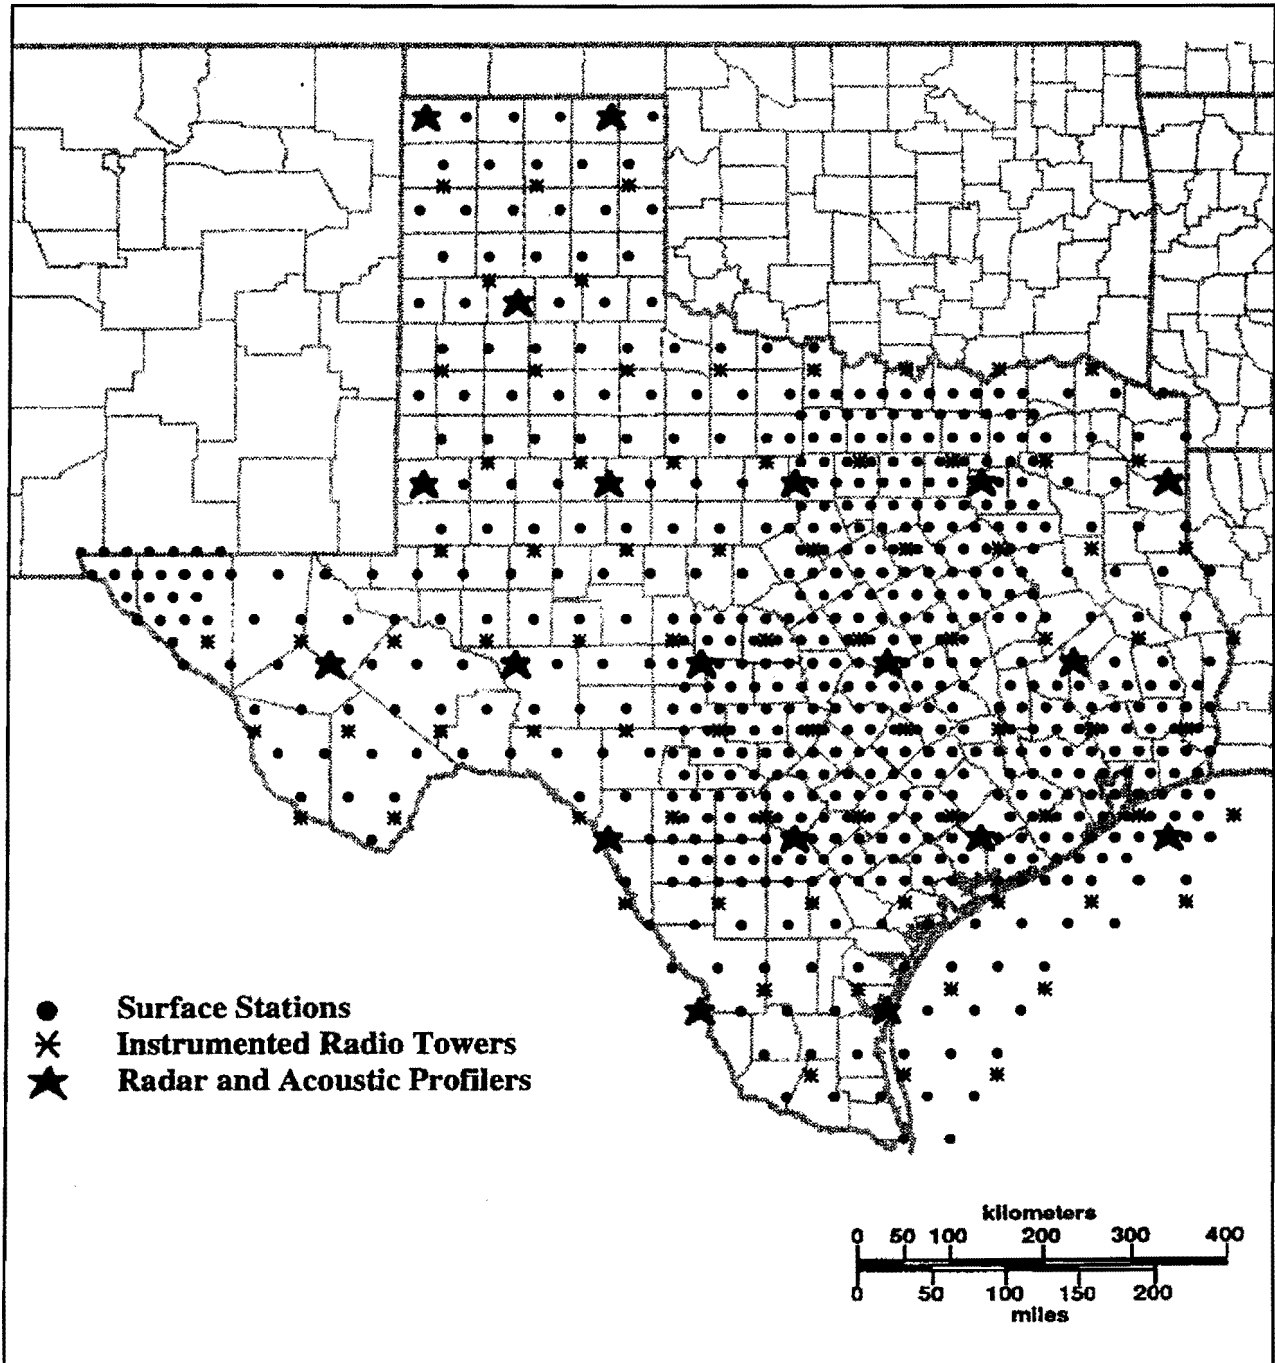 Surface Stations
Instrumented Radio Towers
Radar and Acoustic Profilers
kilometers
0 50 100 200 300 400
0 50 100 150 200
miles